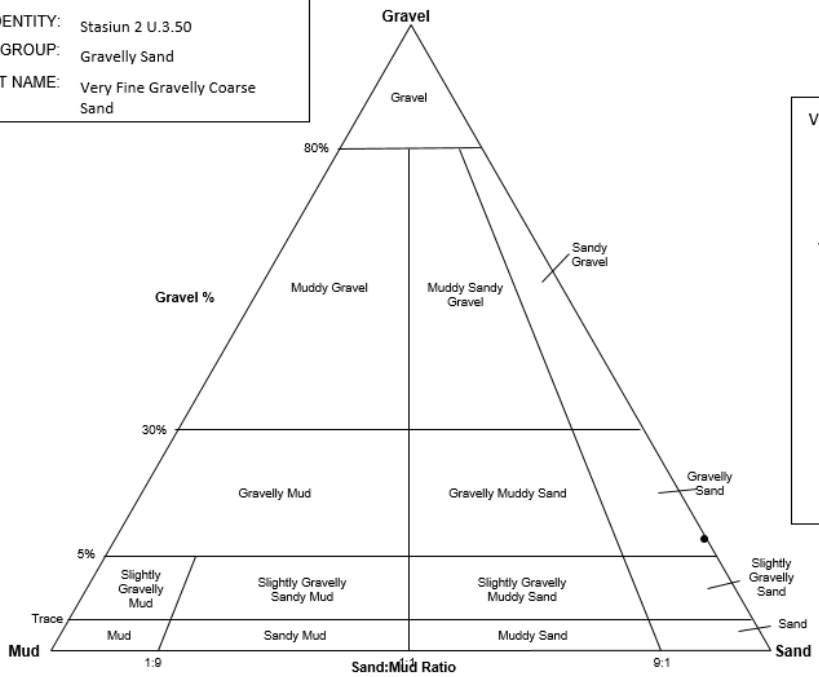 DENTITY: Stasiun 2 U.3.50
GROUP: Gravelly Sand
T NAME: Very Fine Gravelly Coarse
Sand
Gravel
Gravel
80%
V
Sandy
Gravel
Muddy Gravel
Muddy Sandy
Gravel
Gravel %
30%
Gravelly
Sand
Gravelly Mud
Gravelly Muddy Sand
5%
Slightly
Gravelly
Mud
Slightly Gravelly
Sandy Mud
Slightly Gravelly
Muddy Sand
Slightly
Gravelly
Sand
Trace
Mud
Sandy Mud
Muddy Sand
Sand
Mud
Sand
1:9
9:1
Sand:Mud Ratio